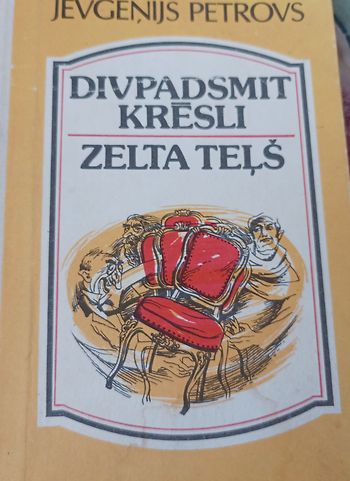 JEVGEŅIJS PETROVS
DIVPADSMIT
KRĒSLI
ZELTA TEĻŠ